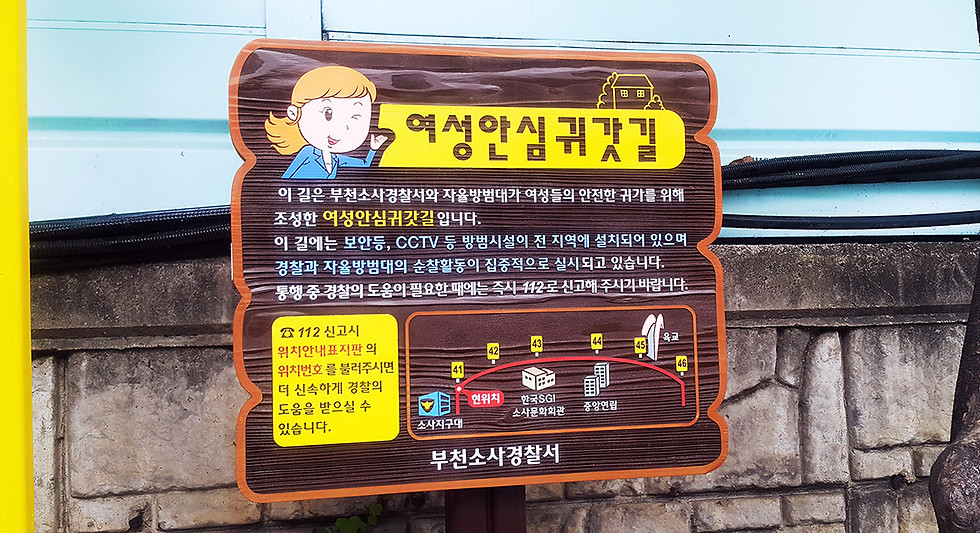 여성안심귀갓길
이 길은 부천소사경찰서와 자율방범대가 여성들의 안전한 귀가를 위해
조성한 여성안심귀갓길입니다.
이 길에는 보안등, CCTV 등 방범시설이 전 지역에 설치되어 있으며
경찰과 자율방범대의 순찰활동이 집중적으로 실시되고 있습니다.
통행 중 경찰의 도움이 필요한 때에는 즉시 112로 신고해 주시기 바랍니다.
☎ 112 신고시
위치안내표지판의
위치번호를 불러주시면
더 신속하게 경찰의
도움을 받으실 수
있습니다.
41
42
43
44
45
46
육교
현위치
소사지구대
한국SGI
소사문화회관
중앙연립
부천소사경찰서